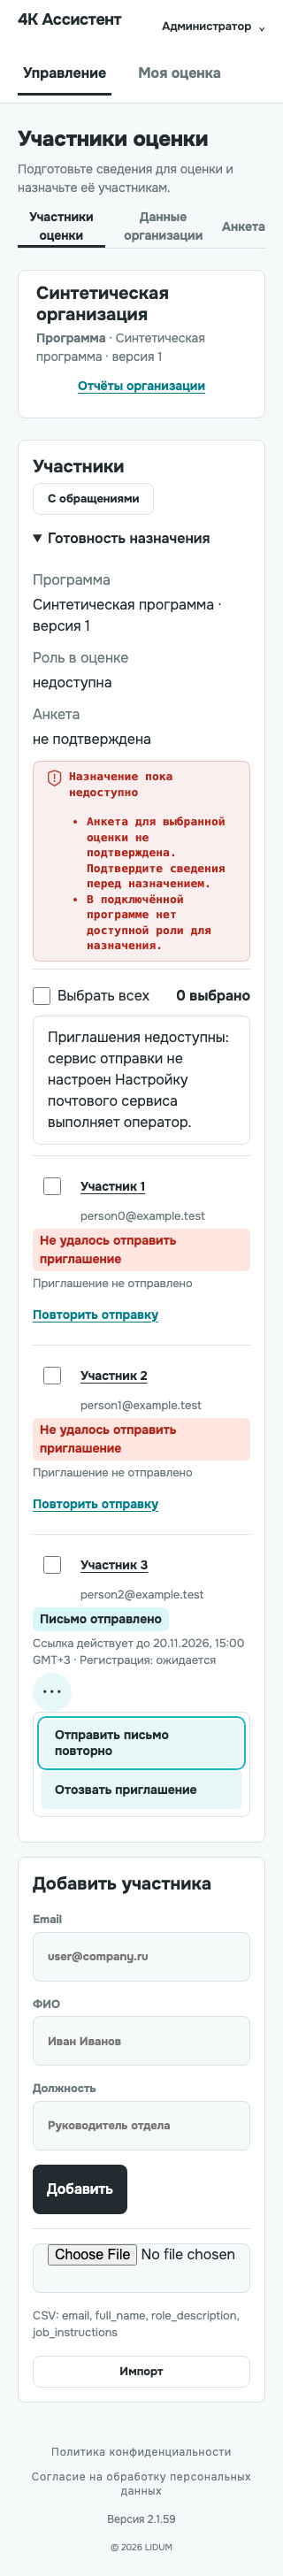 4К Ассистент
Администратор
Управление
Моя оценка
Участники оценки
Подготовьте сведения для оценки и
назначьте её участникам.
Участники
оценки
Данные
организации
Анкета
Синтетическая
организация
Программа · Синтетическая
программа · версия 1
Отчёты организации
Участники
С обращениями
▼ Готовность назначения
Программа
Синтетическая программа ·
версия 1
Роль в оценке
недоступна
Анкета
не подтверждена
Назначение пока
недоступно
• Анкета для выбранной
оценки не
подтверждена.
Подтвердите сведения
перед назначением.
• В подключённой
программе нет
доступной роли для
назначения.
Выбрать всех
0 выбрано
Приглашения недоступны:
сервис отправки не
настроен Настройку
почтового сервиса
выполняет оператор.
Участник 1
person0@example.test
Не удалось отправить
приглашение
Приглашение не отправлено
Повторить отправку
Участник 2
person1@example.test
Не удалось отправить
приглашение
Приглашение не отправлено
Повторить отправку
Участник 3
person2@example.test
Письмо отправлено
Ссылка действует до 20.11.2026, 15:00
GMT+3 · Регистрация: ожидается
···
Отправить письмо
повторно
Отозвать приглашение
Добавить участника
Email
user@company.ru
ФИО
Иван Иванов
Должность
Руководитель отдела
Добавить
Choose File No file chosen
CSV: email, full_name, role_description,
job_instructions
Импорт
Политика конфиденциальности
Согласие на обработку персональных
данных
Версия 2.1.59
© 2026 LIDUM